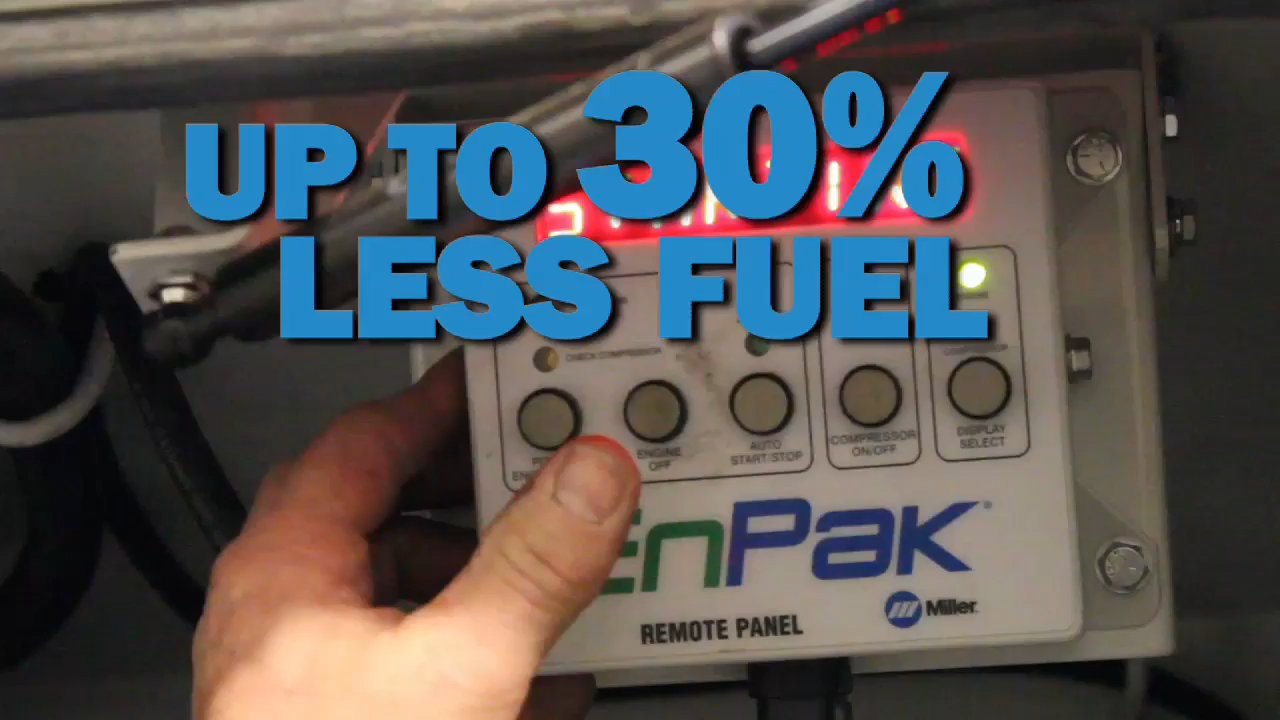 UP TO 30%
LESS FUEL
CHECK COMPRESSOR
ENGINE
OFF
AUTO
START/STOP
COMPRESSOR
ON/OFF
DISPLAY
SELECT
EnPak®
Miller
REMOTE PANEL